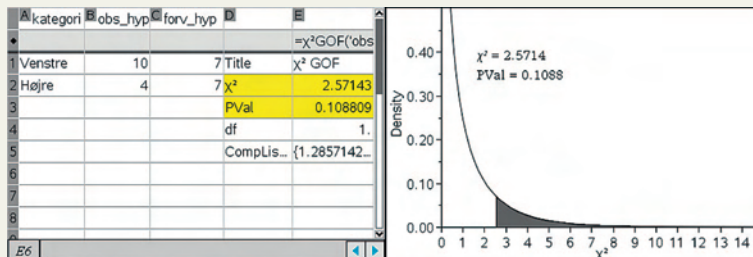 A kategori B obs_hyp C forv_hyp D E
=χ²GOF('obs
1 Venstre 10 7 Title χ² GOF
2 Højre 4 7 χ² 2.57143
3 PVal 0.108809
4 df 1.
5 CompLis... {1.2857142...
6
7
8
E6
χ² = 2.5714
PVal = 0.1088
Density
0.40
0.30
0.20
0.10
0.00
0 1 2 3 4 5 6 7 8 9 10 11 12 13 14
χ²